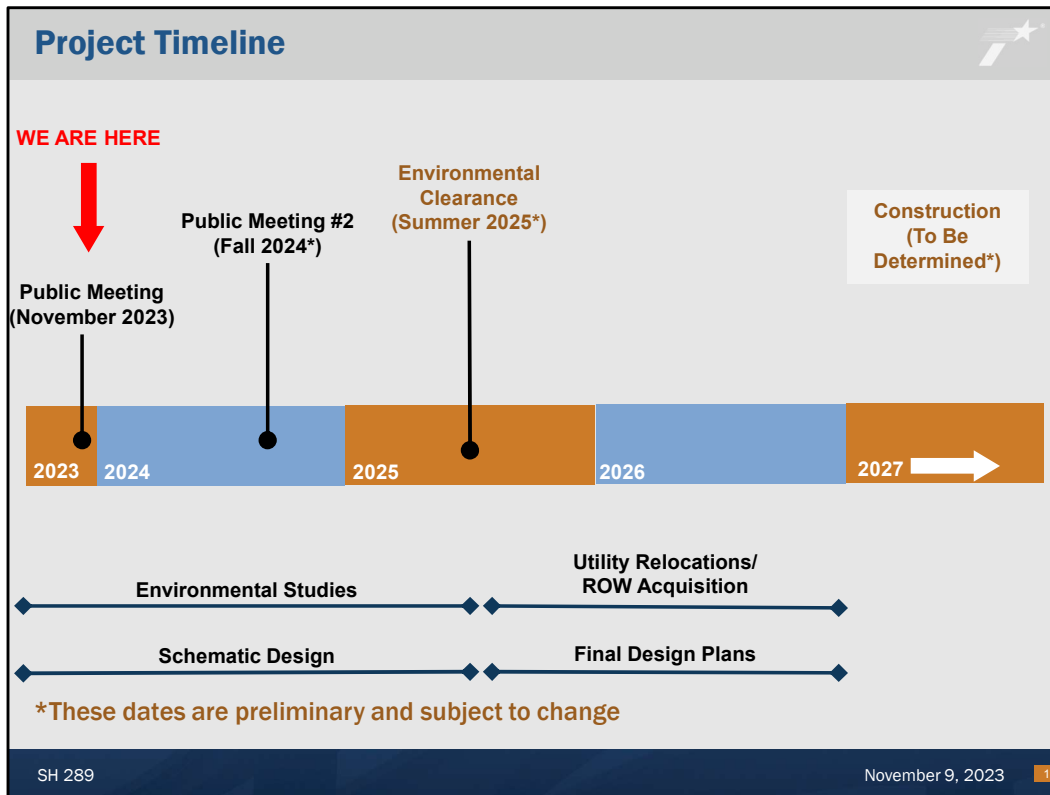 Project Timeline
WE ARE HERE
Public Meeting
(November 2023)
Public Meeting #2
(Fall 2024*)
Environmental
Clearance
(Summer 2025*)
Construction
(To Be
Determined*)
2023
2024
2025
2026
2027
Environmental Studies
Utility Relocations/
ROW Acquisition
Schematic Design
Final Design Plans
*These dates are preliminary and subject to change
SH 289
November 9, 2023